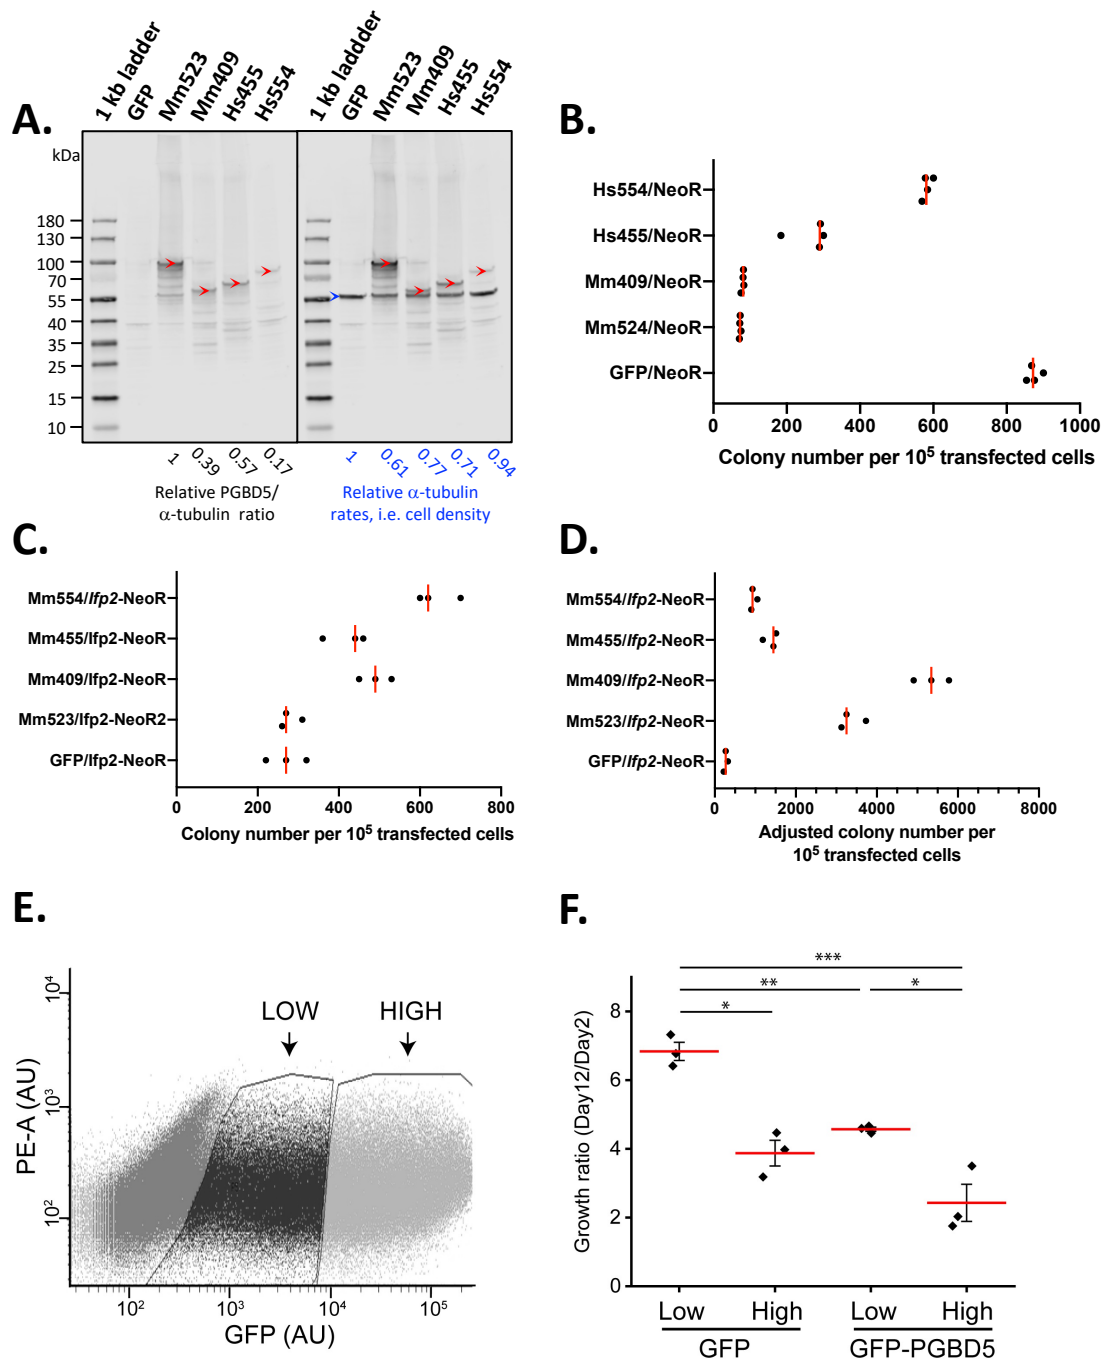 A.
1 kb ladder
GFP
Mm523
Mm409
Hs455
Hs554
1 kb laddder
GFP
Mm523
Mm409
Hs455
Hs554
kDa
180
130
100
70
55
40
35
25
15
10
1
0.39
0.57
0.17
Relative PGBD5/
α-tubulin ratio
1
0.61
0.77
0.71
0.94
Relative α-tubulin
rates, i.e. cell density
B.
Hs554/NeoR
Hs455/NeoR
Mm409/NeoR
Mm524/NeoR
GFP/NeoR
0 200 400 600 800 1000
Colony number per 10⁵ transfected cells
C.
Mm554/Ifp2-NeoR
Mm455/Ifp2-NeoR
Mm409/Ifp2-NeoR
Mm523/Ifp2-NeoR2
GFP/Ifp2-NeoR
0 200 400 600 800
Colony number per 10⁵ transfected cells
D.
Mm554/Ifp2-NeoR
Mm455/Ifp2-NeoR
Mm409/Ifp2-NeoR
Mm523/Ifp2-NeoR
GFP/Ifp2-NeoR
0 2000 4000 6000 8000
Adjusted colony number per
10⁵ transfected cells
E.
LOW HIGH
PE-A (AU)
10⁴
10³
10²
10² 10³ 10⁴ 10⁵
GFP (AU)
F.
***
** *
*
Growth ratio (Day12/Day2)
8
6
4
2
0
Low High Low High
GFP GFP-PGBD5